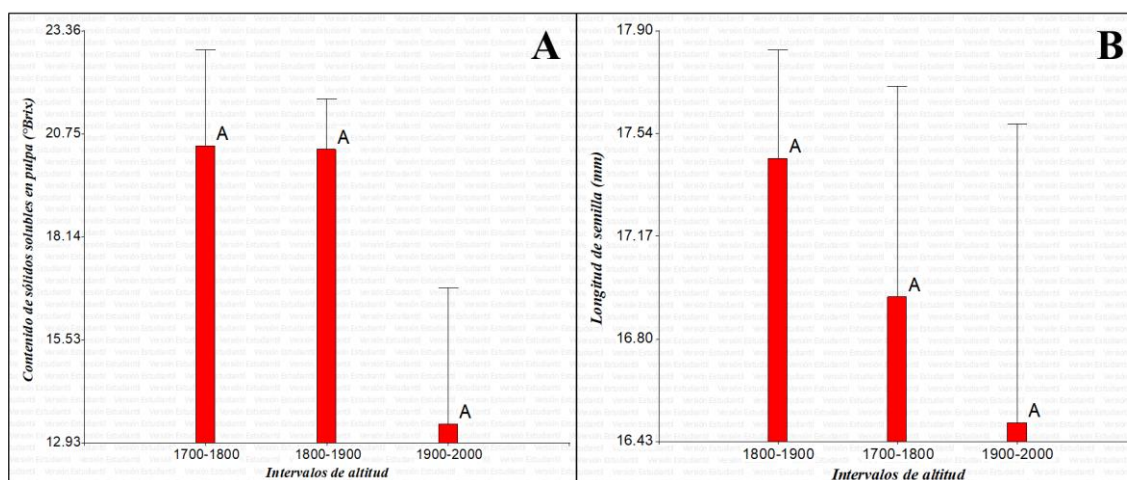 A
Contenido de sólidos solubles en pulpa (°Brix)
23.36
20.75
18.14
15.53
12.93
A
A
A
1700-1800
1800-1900
1900-2000
Intervalos de altitud
B
Longitud de semilla (mm)
17.90
17.54
17.17
16.80
16.43
A
A
A
1800-1900
1700-1800
1900-2000
Intervalos de altitud
Versión Estudiantil